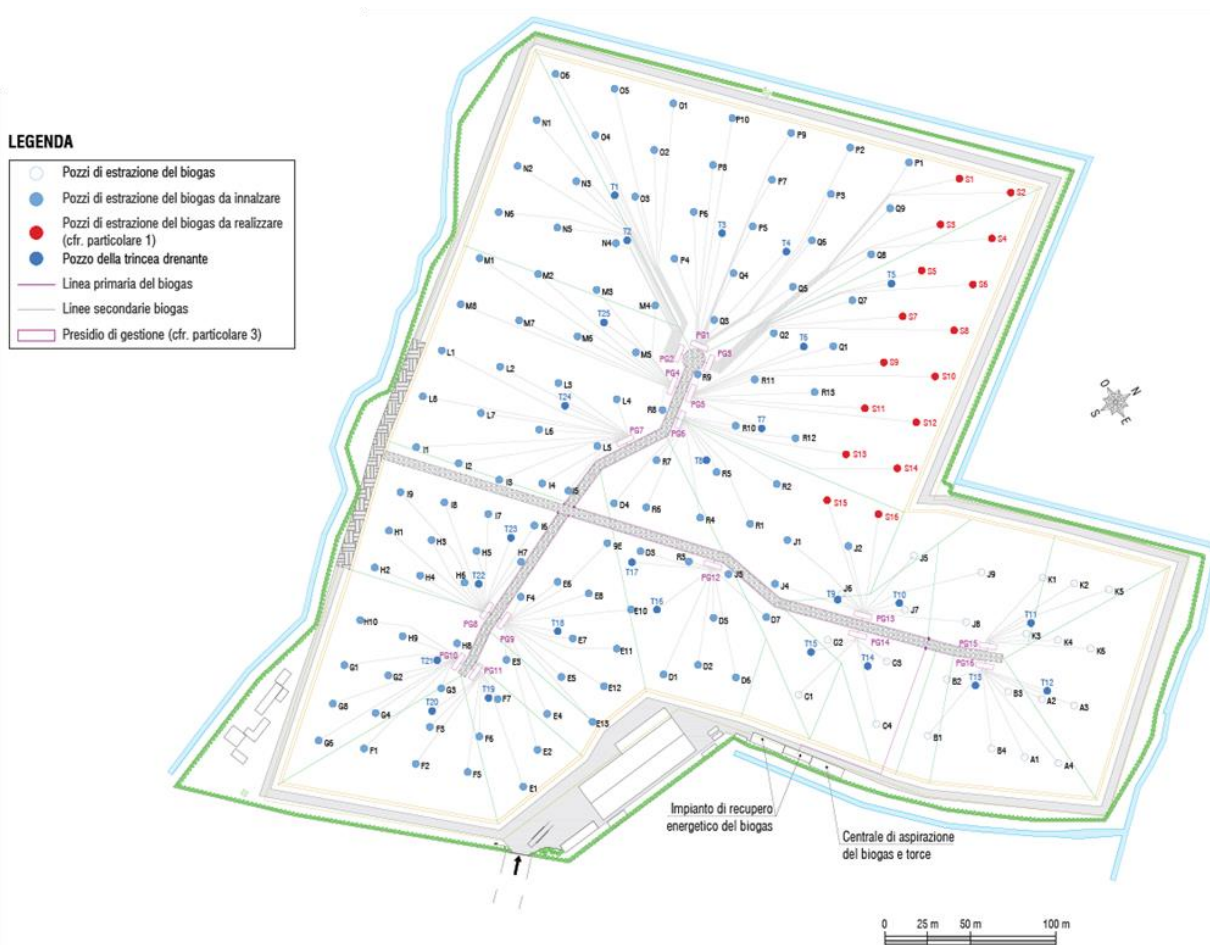 LEGENDA
Pozzi di estrazione del biogas
Pozzi di estrazione del biogas da innalzare
Pozzi di estrazione del biogas da realizzare
(cfr. particolare 1)
Pozzo della trincea drenante
Linea primaria del biogas
Linee secondarie biogas
Presidio di gestione (cfr. particolare 3)
O6
O5
O1
P10
P9
P2
P1
S1
S2
N1
O4
O2
P8
P7
P3
Q9
S3
S4
N2
N3
T1
O3
P6
T3
P5
T4
Q6
Q8
S5
S6
N6
N5
N4
T2
P4
Q4
Q5
T5
Q7
S7
S8
M1
M2
M3
M4
T25
Q3
Q2
T6
Q1
S9
S10
M8
M7
M6
M5
PG1
PG2
PG3
PG4
PG5
PG6
PG7
R9
R11
R13
S11
S12
L1
L2
L3
L4
T24
R8
R10
T7
R12
S13
S14
L8
L7
L6
L5
R7
T8
R5
R2
S15
S16
I1
I2
I3
I4
I5
D4
R6
R4
R1
J1
J2
I9
I8
I7
I6
T23
9E
D3
R3
J3
J4
J6
J5
J9
H1
H3
H5
H7
T17
PG12
T9
T10
J7
J8
K1
K2
K5
H2
H4
H6
T22
F4
E6
E8
E10
T16
D5
D7
PG13
PG14
T11
K3
K4
K6
H10
H9
H8
PG8
PG9
T18
E7
E11
C2
T15
T14
C3
PG15
PG16
G1
G2
T21
PG10
PG11
E3
E5
E12
D1
D2
D6
C1
B2
T13
B3
T12
A2
A3
G8
G4
G3
T20
T19
F7
E4
E13
C4
B1
B4
A1
A4
G6
F1
F3
F2
F6
F5
E2
E1
Impianto di recupero
energetico del biogas
Centrale di aspirazione
del biogas e torce
N
O
S
0 25 m 50 m 100 m